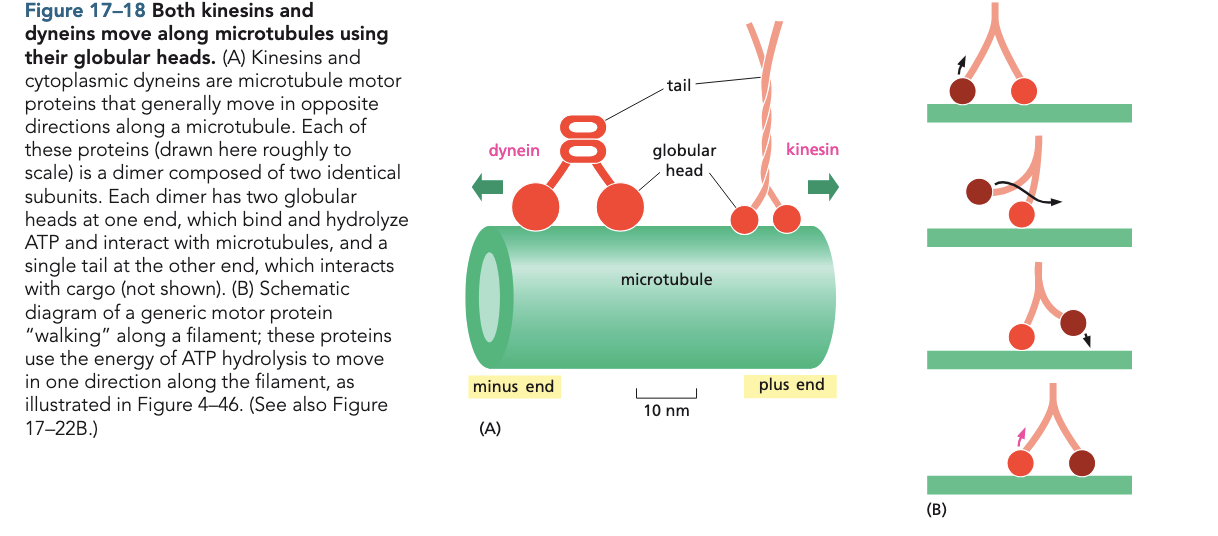 Figure 17–18 Both kinesins and
dyneins move along microtubules using
their globular heads. (A) Kinesins and
cytoplasmic dyneins are microtubule motor
proteins that generally move in opposite
directions along a microtubule. Each of
these proteins (drawn here roughly to
scale) is a dimer composed of two identical
subunits. Each dimer has two globular
heads at one end, which bind and hydrolyze
ATP and interact with microtubules, and a
single tail at the other end, which interacts
with cargo (not shown). (B) Schematic
diagram of a generic motor protein
“walking” along a filament; these proteins
use the energy of ATP hydrolysis to move
in one direction along the filament, as
illustrated in Figure 4–46. (See also Figure
17–22B.)
tail
dynein
globular
head
kinesin
microtubule
minus end
plus end
10 nm
(A)
(B)